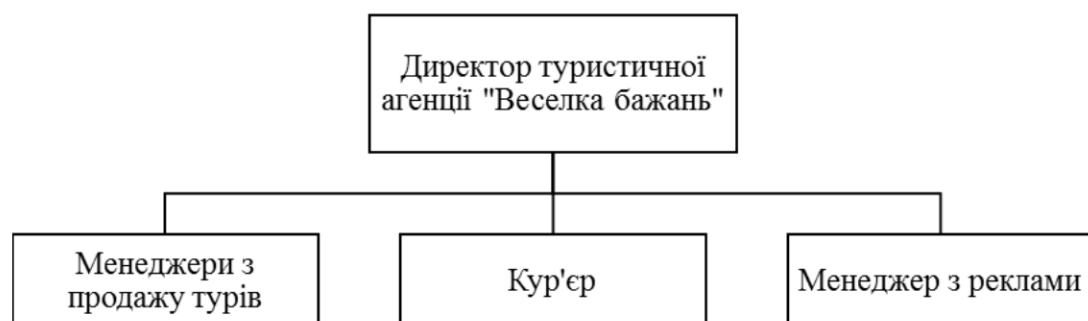 Директор туристичної
агенції "Веселка бажань"
Менеджери з
продажу турів
Кур'єр
Менеджер з реклами